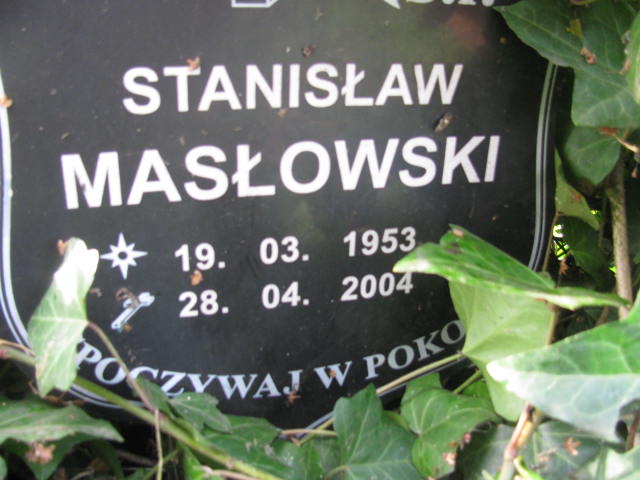 STANISŁAW
MASŁOWSKI
19. 03. 1953
28. 04. 2004
POCZYWAJ W POKO